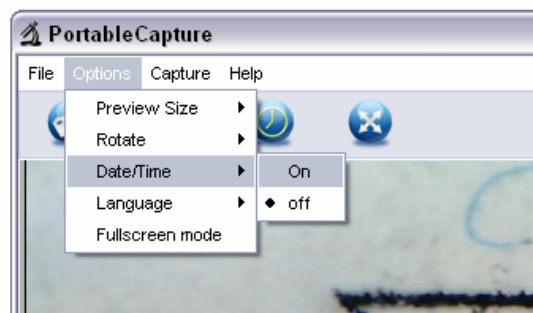 PortableCapture
File Options Capture Help
Preview Size
Rotate
Date/Time On
Language off
Fullscreen mode